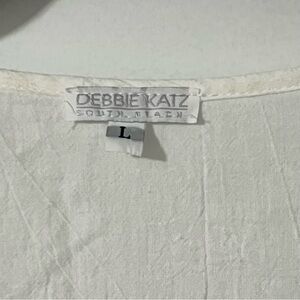 DEBBIE KATZ
SOUTH BEACH
L